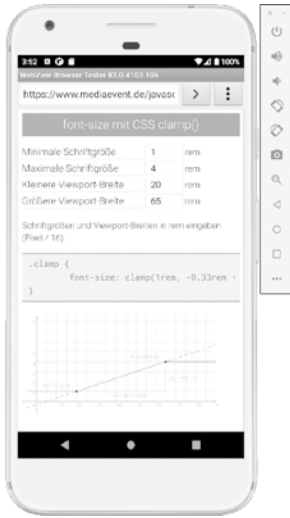 3:52 100%
WebView Browser Tester 83.0.4103.106
https://www.mediaevent.de/javasc
font-size mit CSS clamp()
Minimale Schriftgröße 1 rem
Maximale Schriftgröße 4 rem
Kleinere Viewport-Breite 20 rem
Größere Viewport-Breite 65 rem
Schriftgrößen und Viewport-Breiten in rem eingeben
(Pixel / 16).
.clamp {
font-size: clamp(1rem, -0.33rem +
}